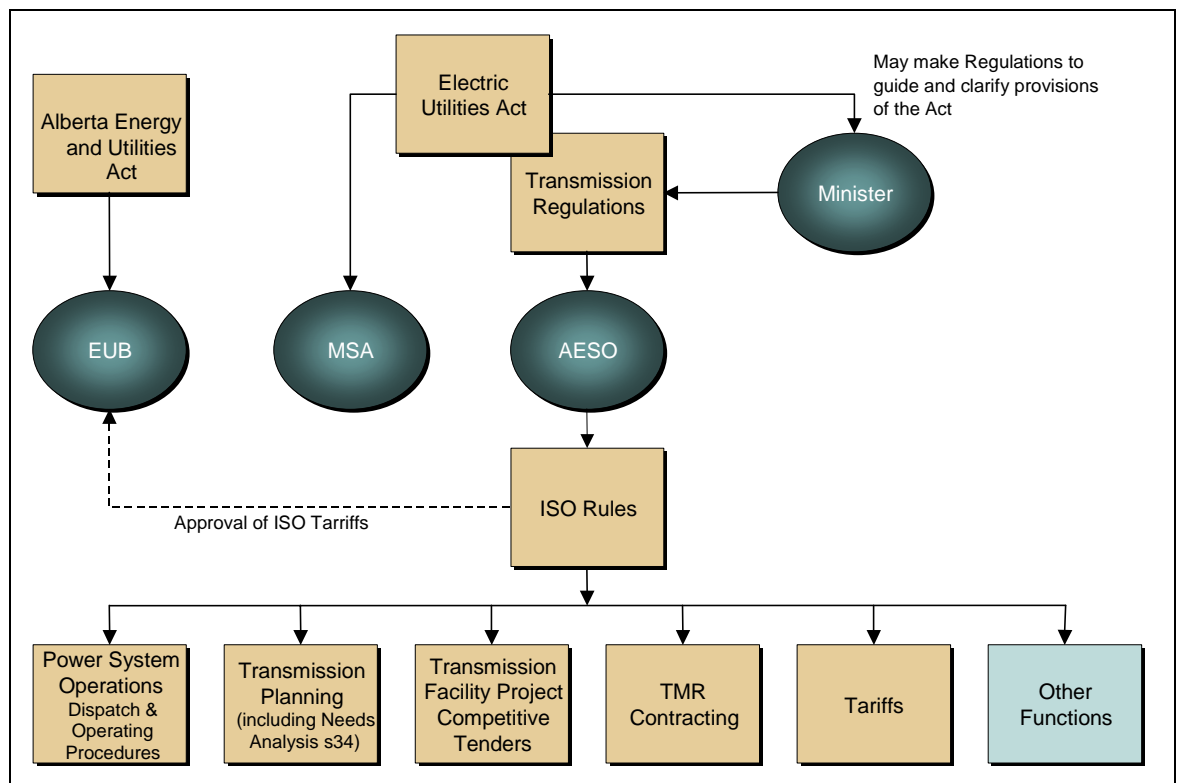 Alberta Energy
and Utilities
Act
Electric
Utilities Act
May make Regulations to
guide and clarify provisions
of the Act
Transmission
Regulations
Minister
EUB
MSA
AESO
ISO Rules
Approval of ISO Tarriffs
Power System
Operations
Dispatch &
Operating
Procedures
Transmission
Planning
(including Needs
Analysis s34)
Transmission
Facility Project
Competitive
Tenders
TMR
Contracting
Tariffs
Other
Functions